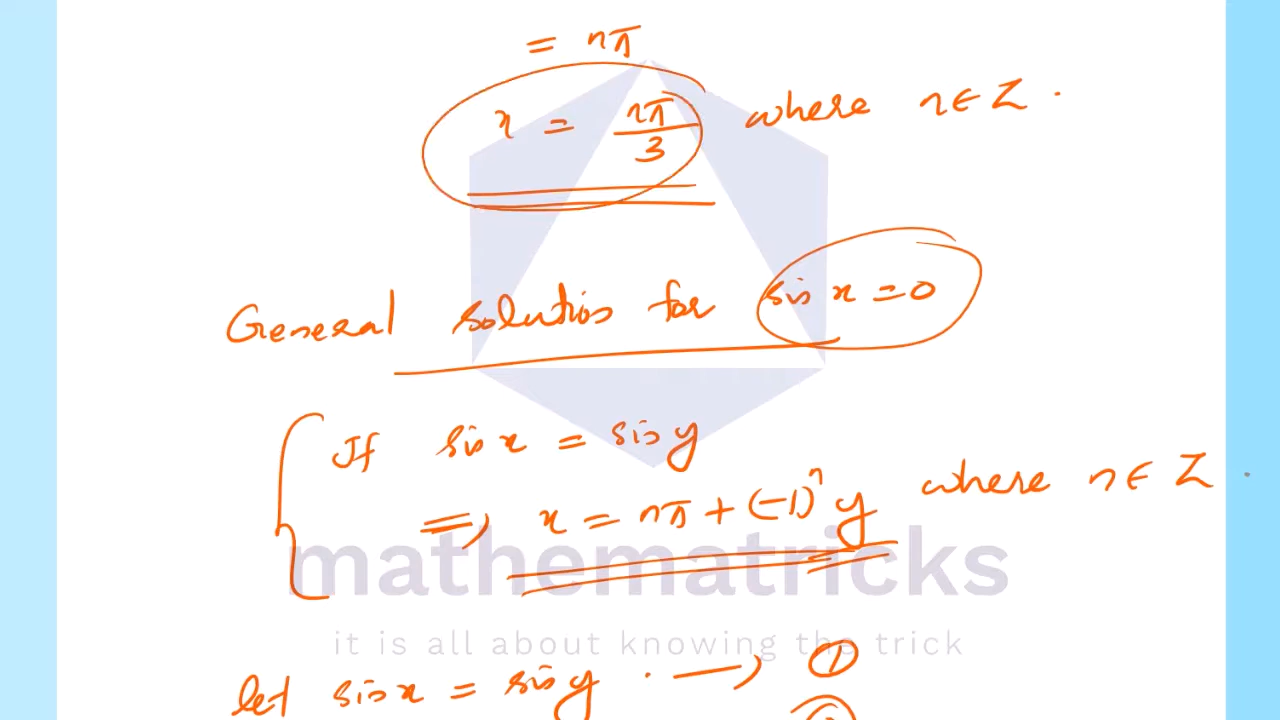 = nπ
x = nπ/3 where n ∈ Z .
General solution for sin x = 0
If sin x = sin y
⇒ x = nπ + (-1)ⁿ y where n ∈ Z .
mathematricks
it is all about knowing the trick
let sin x = sin y . → ①